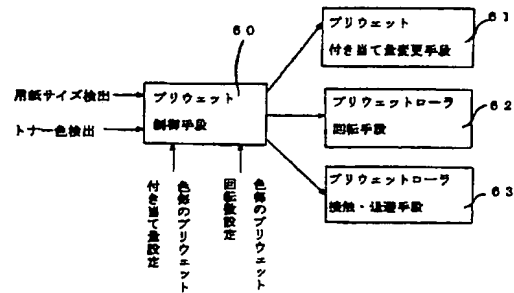 60
プリウェット
制御手段
用紙サイズ検出
トナー色検出
61
プリウェット
付き当て量変更手段
プリウェットローラ
回転手段
62
プリウェットローラ
接触・退避手段
63
色毎のプリウェット
付き当て量設定
色毎のプリウェット
回転数設定